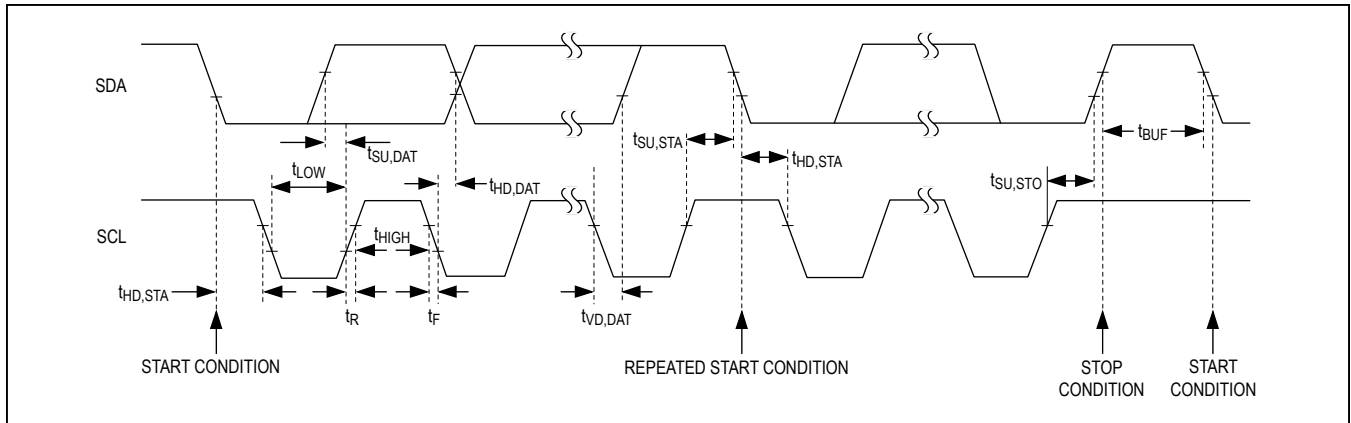 SDA
tSU,DAT
tLOW
tHD,DAT
tSU,STA
tHD,STA
tBUF
tSU,STO
SCL
tHIGH
tHD,STA
tR
tF
tVD,DAT
START CONDITION
REPEATED START CONDITION
STOP
CONDITION
START
CONDITION